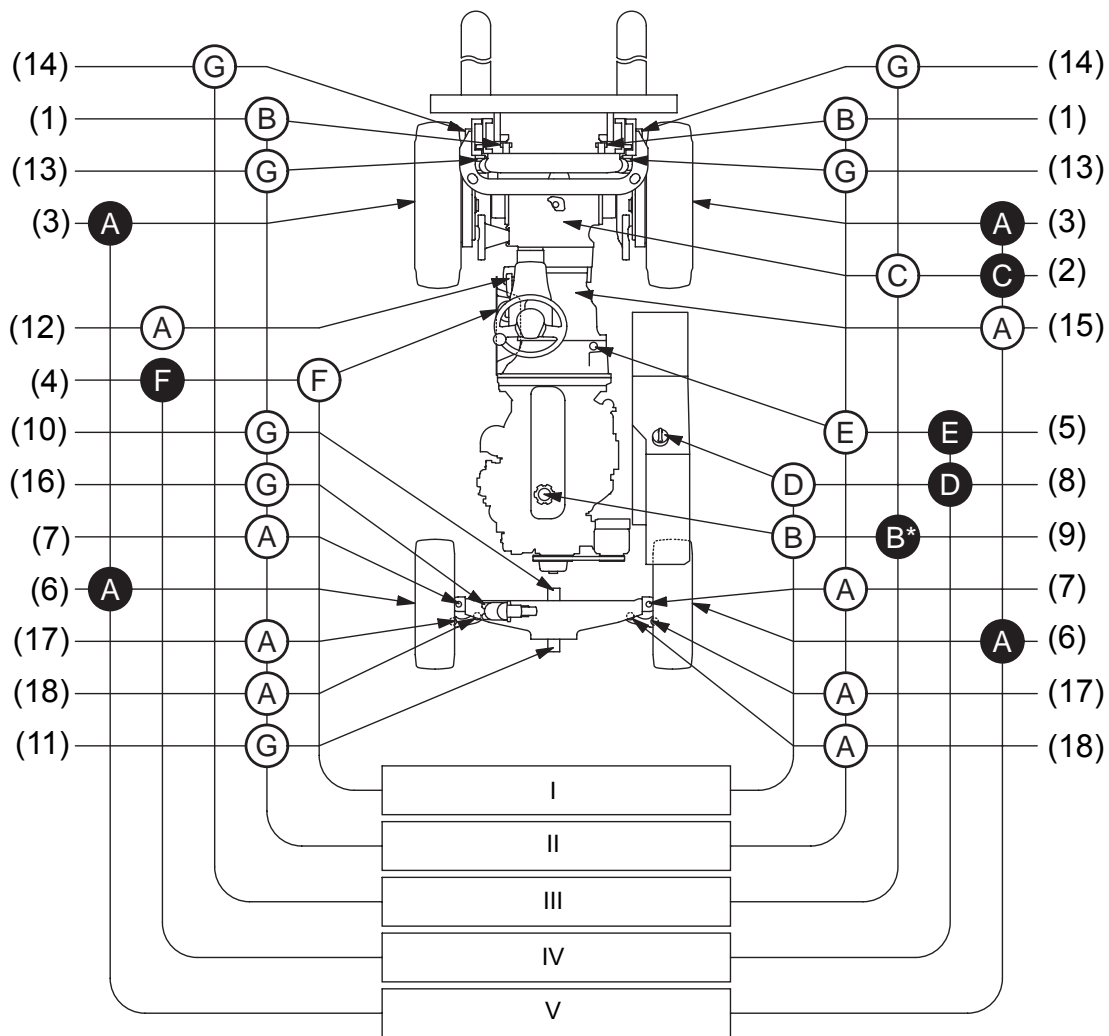 (14) G G (14)
(1) B B (1)
(13) G G (13)
(3) A A (3)
C C (2)
(12) A A (15)
(4) F F
(10) G E E (5)
(16) G D D (8)
(7) A B B* (9)
(6) A A (7)
(17) A A (6)
(18) A A (17)
(11) G A (18)
I
II
III
IV
V